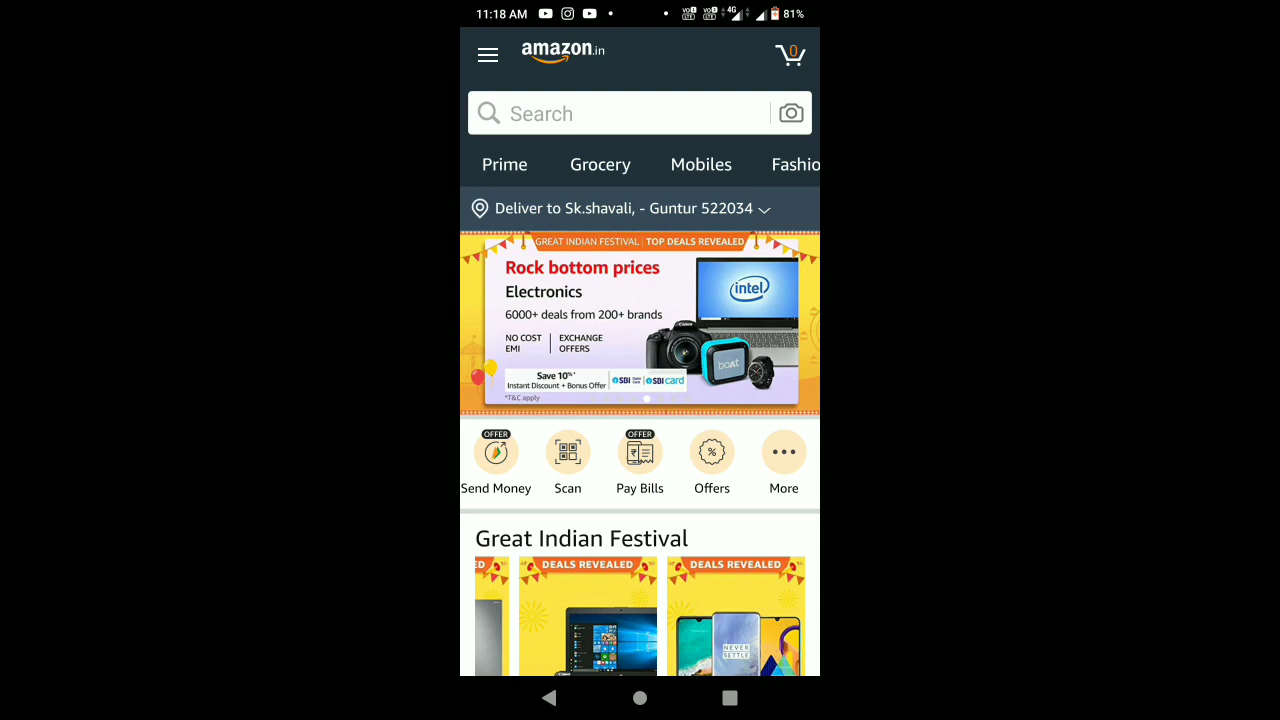 11:18 AM
4G
81%
amazon.in
0
Search
Prime
Grocery
Mobiles
Fashio
Deliver to Sk.shavali, - Guntur 522034
GREAT INDIAN FESTIVAL | TOP DEALS REVEALED
Rock bottom prices
Electronics
6000+ deals from 200+ brands
NO COST
EMI
EXCHANGE
OFFERS
Save 10%*
Instant Discount + Bonus Offer
SBI
SBI card
*T&C apply
intel
Canon
boAt
OFFER
OFFER
Send Money
Scan
Pay Bills
Offers
More
Great Indian Festival
ED
DEALS REVEALED
DEALS REVEALED
NEVER
SETTLE